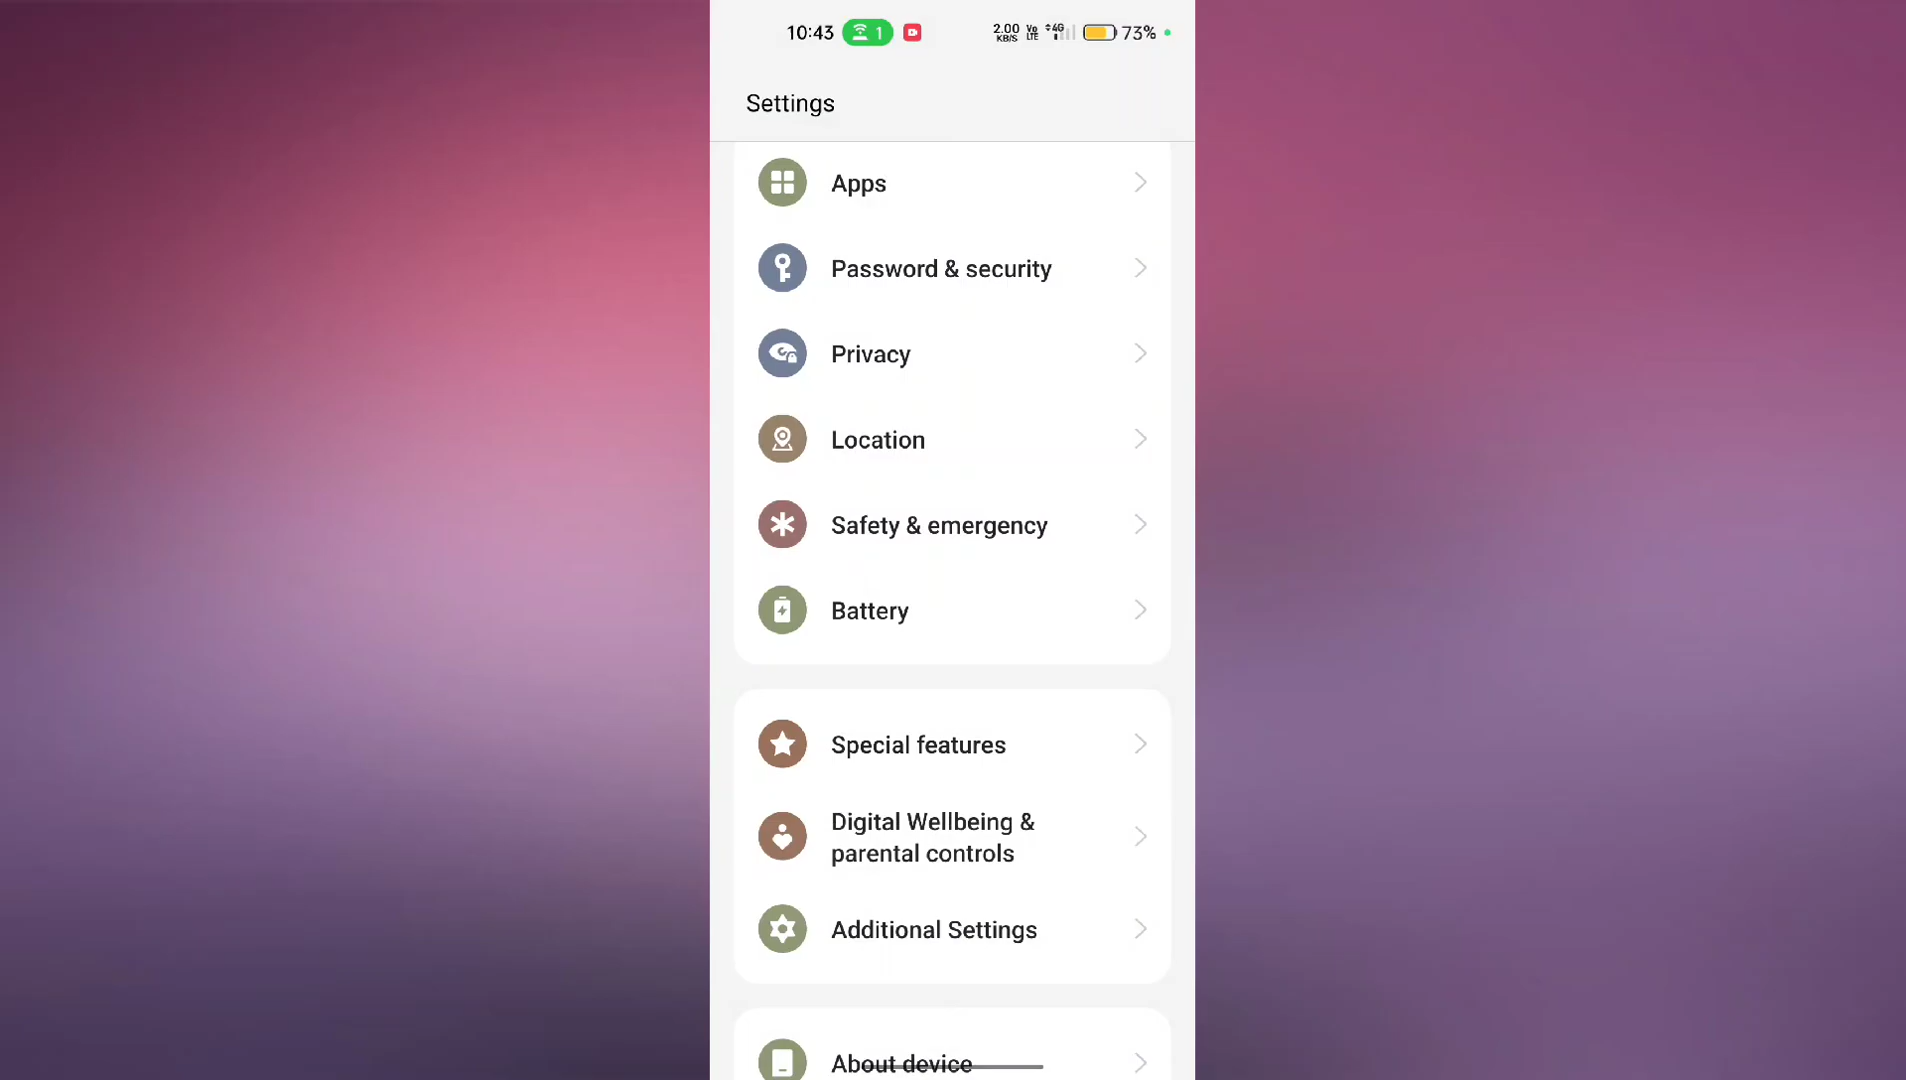 10:43 1 2.00 KB/S Vo LTE 4G 73%
Settings
Apps
Password & security
Privacy
Location
Safety & emergency
Battery
Special features
Digital Wellbeing &
parental controls
Additional Settings
About device